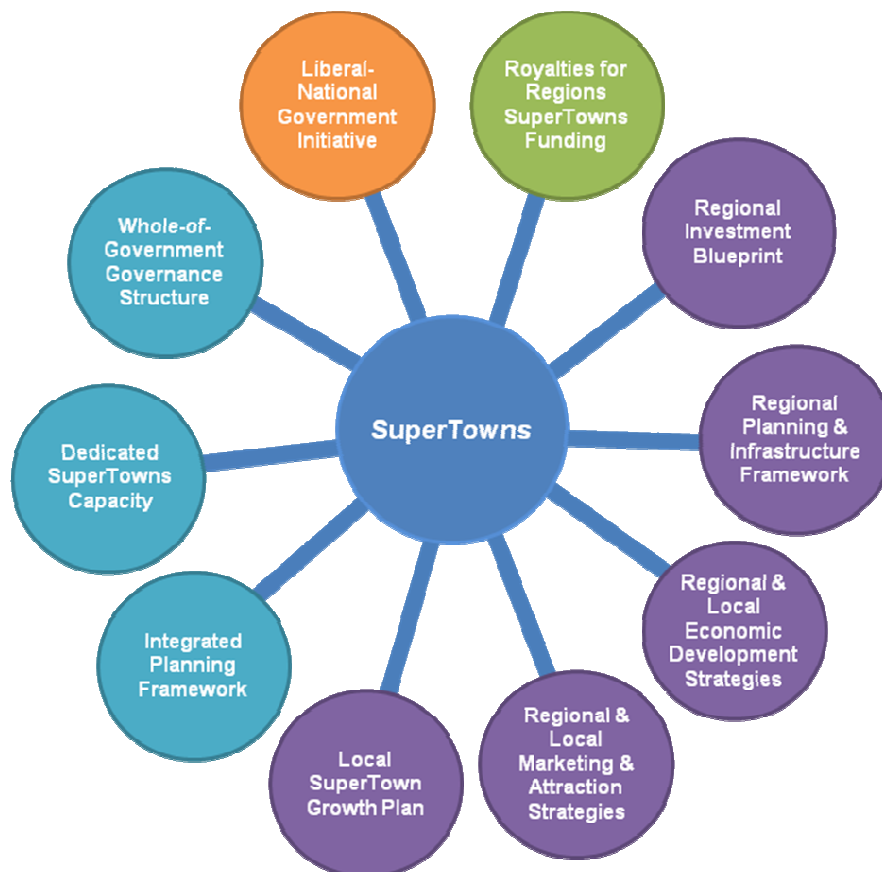 Liberal-
National
Government
Initiative
Royalties for
Regions
SuperTowns
Funding
Regional
Investment
Blueprint
Regional
Planning &
Infrastructure
Framework
Regional &
Local
Economic
Development
Strategies
Regional &
Local
Marketing &
Attraction
Strategies
Local
SuperTown
Growth Plan
Integrated
Planning
Framework
Dedicated
SuperTowns
Capacity
Whole-of-
Government
Governance
Structure
SuperTowns